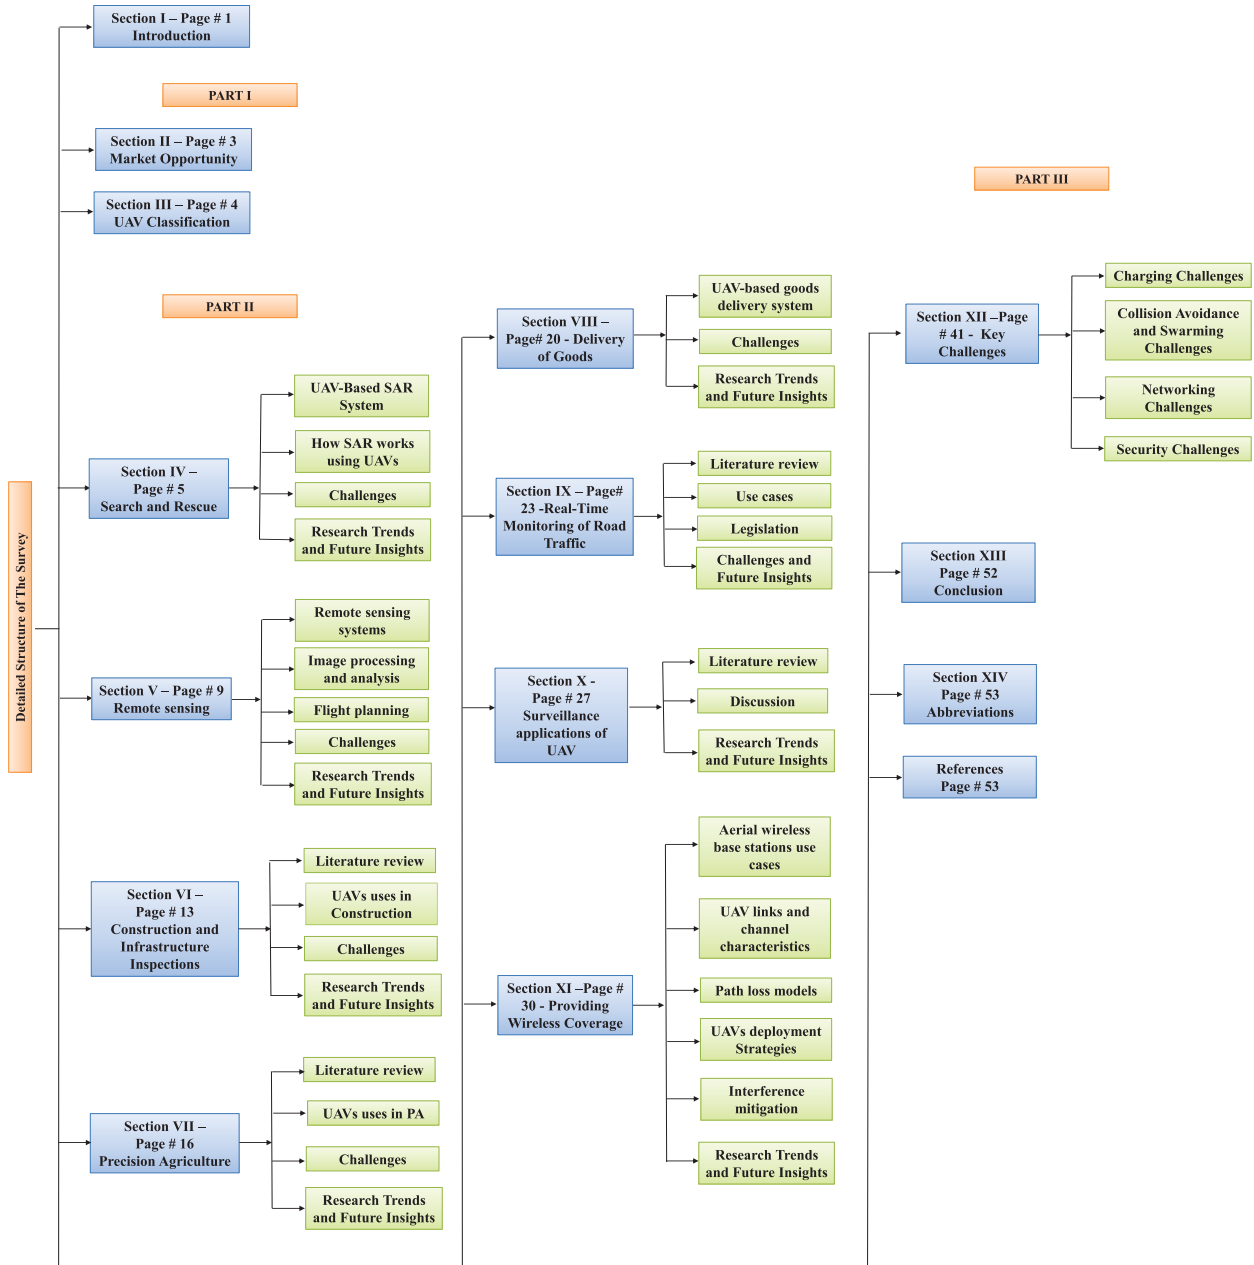 Detailed Structure of The Survey
Section I – Page # 1
Introduction
PART I
Section II – Page # 3
Market Opportunity
Section III – Page # 4
UAV Classification
PART II
Section IV –
Page # 5
Search and Rescue
UAV-Based SAR
System
How SAR works
using UAVs
Challenges
Research Trends
and Future Insights
Section V – Page # 9
Remote sensing
Remote sensing
systems
Image processing
and analysis
Flight planning
Challenges
Research Trends
and Future Insights
Section VI –
Page # 13
Construction and
Infrastructure
Inspections
Literature review
UAVs uses in
Construction
Challenges
Research Trends
and Future Insights
Section VII –
Page # 16
Precision Agriculture
Literature review
UAVs uses in PA
Challenges
Research Trends
and Future Insights
Section VIII –
Page# 20 - Delivery
of Goods
UAV-based goods
delivery system
Challenges
Research Trends
and Future Insights
Section IX – Page#
23 -Real-Time
Monitoring of Road
Traffic
Literature review
Use cases
Legislation
Challenges and
Future Insights
Section X -
Page # 27
Surveillance
applications of
UAV
Literature review
Discussion
Research Trends
and Future Insights
Section XI –Page #
30 - Providing
Wireless Coverage
Aerial wireless
base stations use
cases
UAV links and
channel
characteristics
Path loss models
UAVs deployment
Strategies
Interference
mitigation
Research Trends
and Future Insights
PART III
Section XII –Page
# 41 - Key
Challenges
Charging Challenges
Collision Avoidance
and Swarming
Challenges
Networking
Challenges
Security Challenges
Section XIII
Page # 52
Conclusion
Section XIV
Page # 53
Abbreviations
References
Page # 53